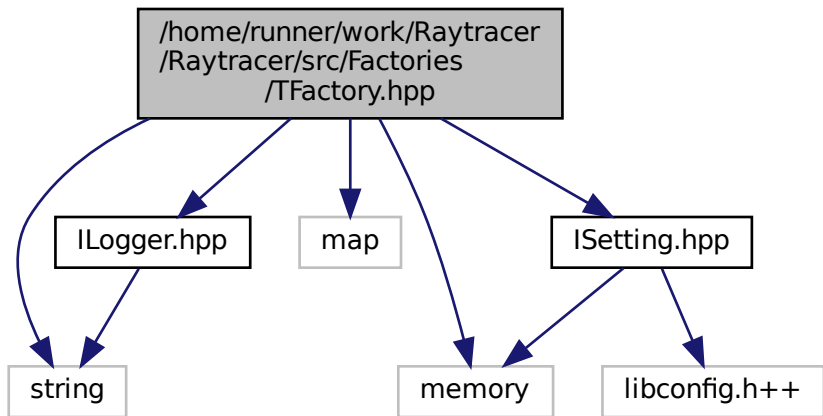 /home/runner/work/Raytracer
/Raytracer/src/Factories
/TFactory.hpp
ILogger.hpp
map
ISetting.hpp
string
memory
libconfig.h++